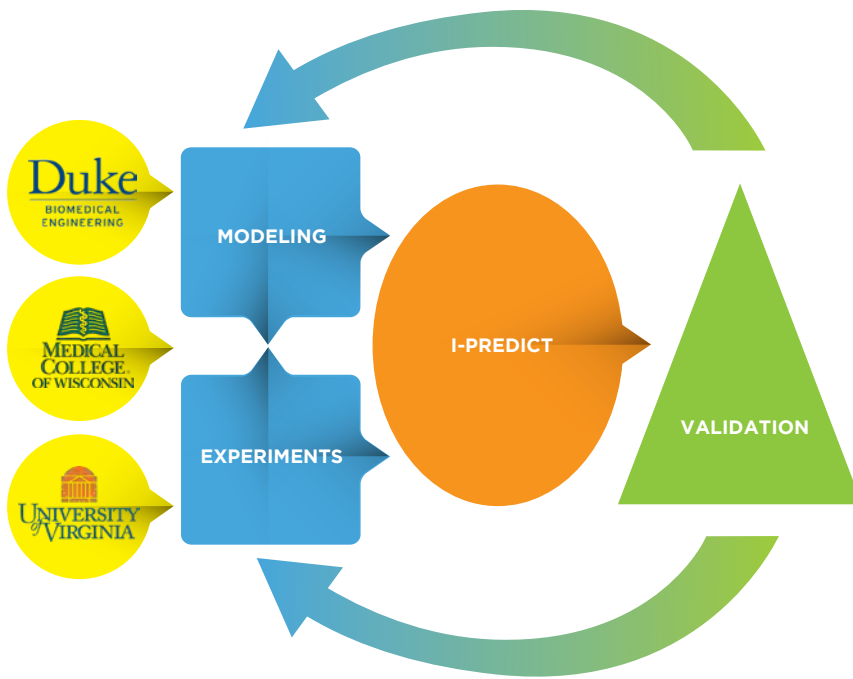 Duke
BIOMEDICAL
ENGINEERING
MODELING
MEDICAL
COLLEGE
OF WISCONSIN
I-PREDICT
VALIDATION
EXPERIMENTS
UNIVERSITY
of VIRGINIA